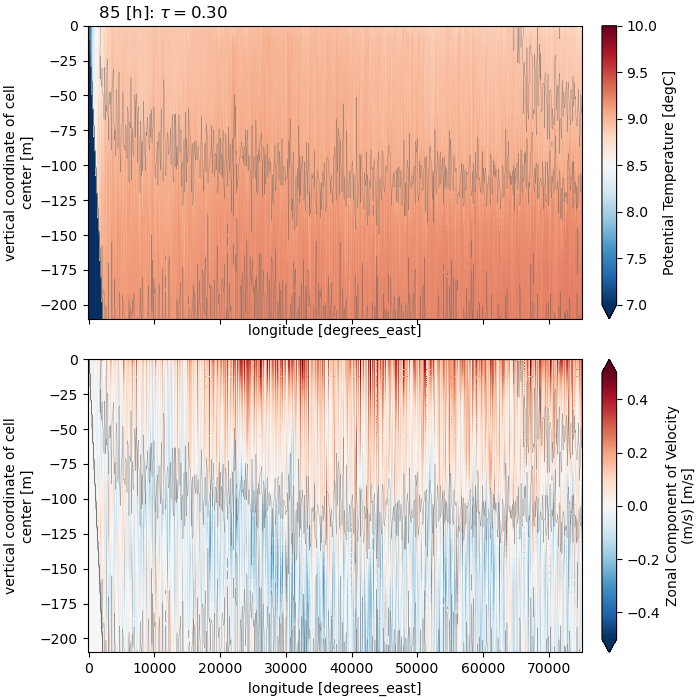 85 [h]: τ = 0.30
0
−25
−50
−75
−100
−125
−150
−175
−200
vertical coordinate of cell
center [m]
longitude [degrees_east]
10.0
9.5
9.0
8.5
8.0
7.5
7.0
Potential Temperature [degC]
0
−25
−50
−75
−100
−125
−150
−175
−200
vertical coordinate of cell
center [m]
0 10000 20000 30000 40000 50000 60000 70000
longitude [degrees_east]
0.4
0.2
0.0
−0.2
−0.4
Zonal Component of Velocity
(m/s) [m/s]